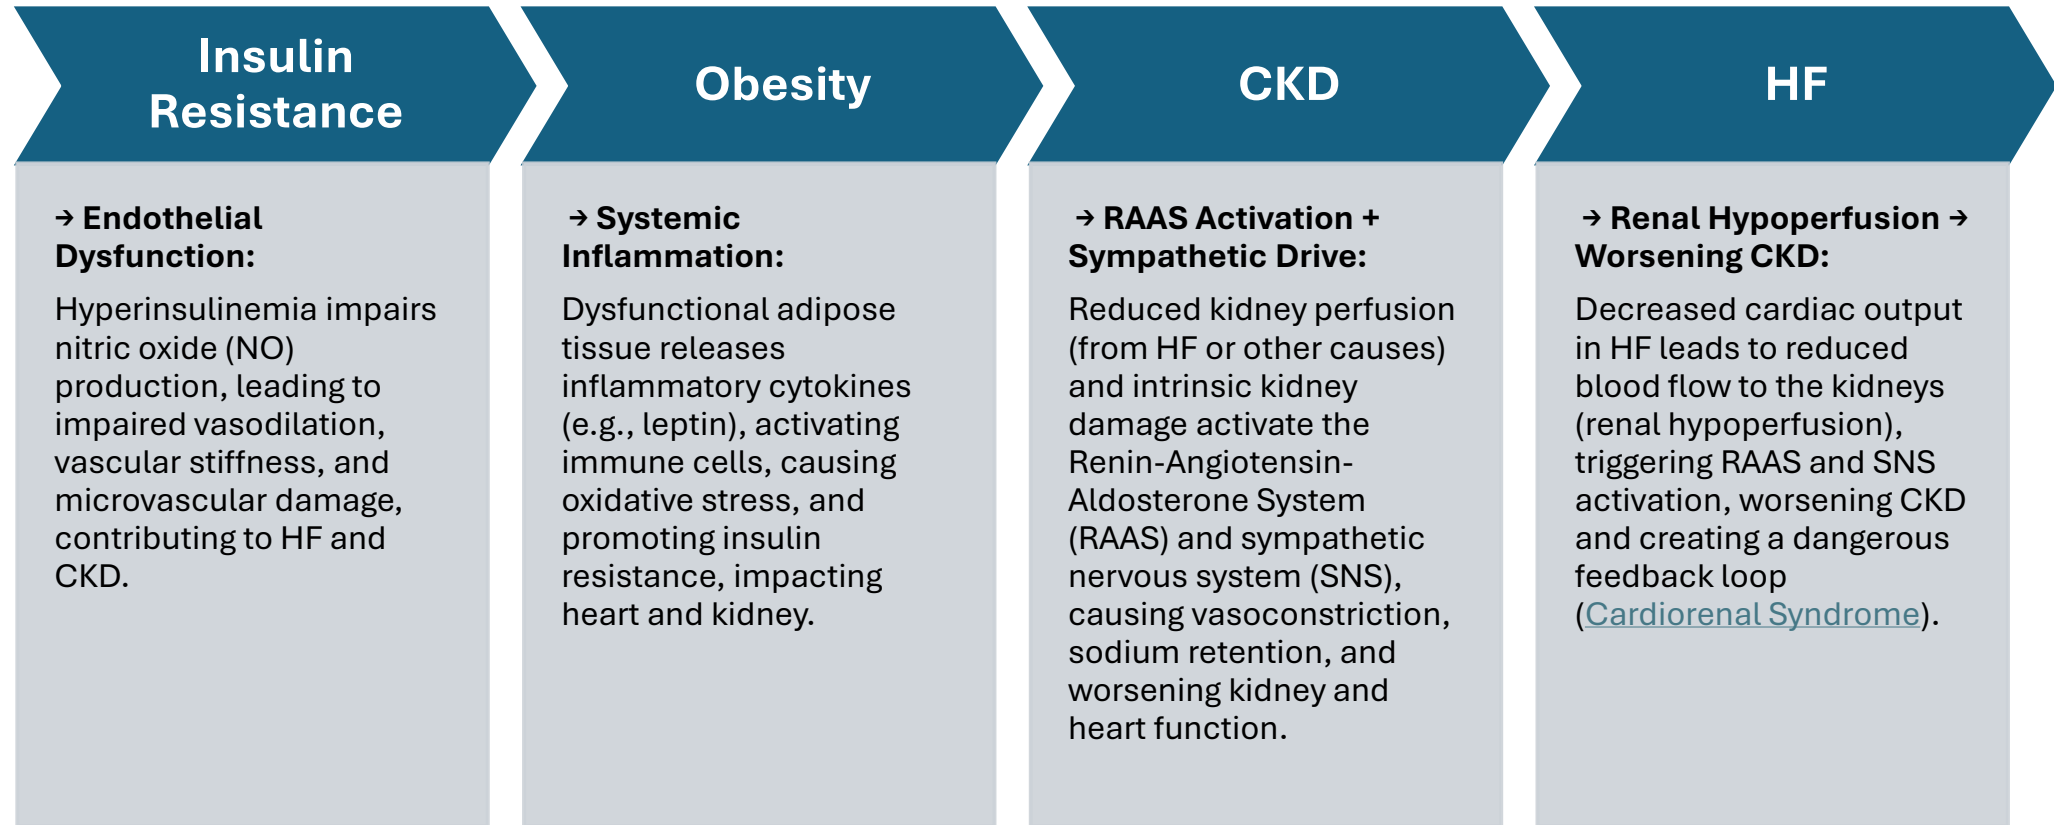 Insulin
Resistance
→ Endothelial
Dysfunction:
Hyperinsulinemia impairs
nitric oxide (NO)
production, leading to
impaired vasodilation,
vascular stiffness, and
microvascular damage,
contributing to HF and
CKD.
Obesity
→ Systemic
Inflammation:
Dysfunctional adipose
tissue releases
inflammatory cytokines
(e.g., leptin), activating
immune cells, causing
oxidative stress, and
promoting insulin
resistance, impacting
heart and kidney.
CKD
→ RAAS Activation +
Sympathetic Drive:
Reduced kidney perfusion
(from HF or other causes)
and intrinsic kidney
damage activate the
Renin-Angiotensin-
Aldosterone System
(RAAS) and sympathetic
nervous system (SNS),
causing vasoconstriction,
sodium retention, and
worsening kidney and
heart function.
HF
→ Renal Hypoperfusion →
Worsening CKD:
Decreased cardiac output
in HF leads to reduced
blood flow to the kidneys
(renal hypoperfusion),
triggering RAAS and SNS
activation, worsening CKD
and creating a dangerous
feedback loop
(Cardiorenal Syndrome).